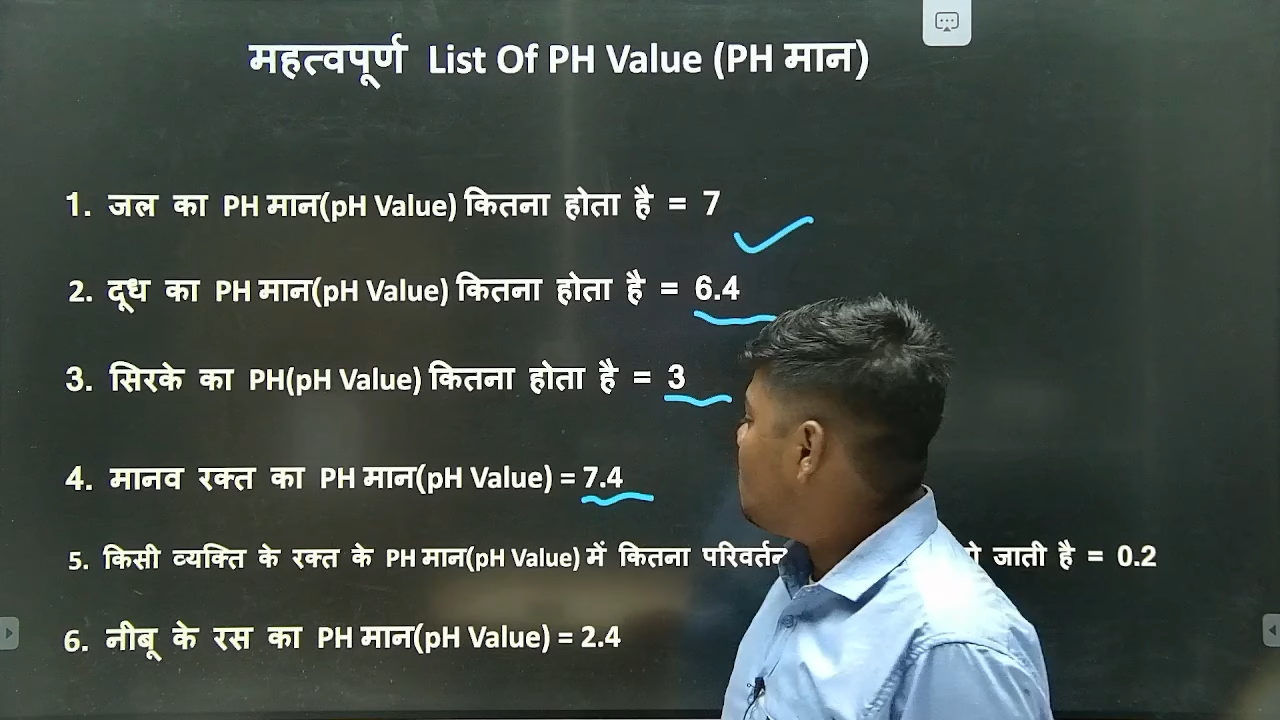 महत्वपूर्ण List Of PH Value (PH मान)
1. जल का PH मान(pH Value) कितना होता है = 7
2. दूध का PH मान(pH Value) कितना होता है = 6.4
3. सिरके का PH(pH Value) कितना होता है = 3
4. मानव रक्त का PH मान(pH Value) = 7.4
5. किसी व्यक्ति के रक्त के PH मान(pH Value) में कितना परिवर्तन जाती है = 0.2
6. नीबू के रस का PH मान(pH Value) = 2.4